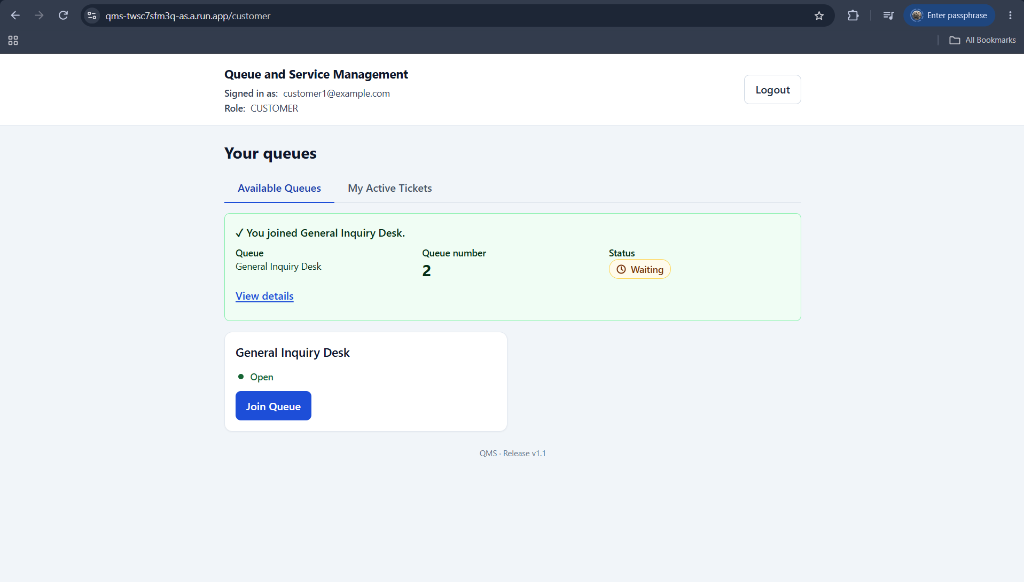 qms-twsc7sfm3q-as.a.run.app/customer
Enter passphrase
All Bookmarks
Queue and Service Management
Signed in as: customer1@example.com
Role: CUSTOMER
Logout
Your queues
Available Queues
My Active Tickets
✓ You joined General Inquiry Desk.
Queue
General Inquiry Desk
Queue number
2
Status
Waiting
View details
General Inquiry Desk
Open
Join Queue
QMS - Release v1.1